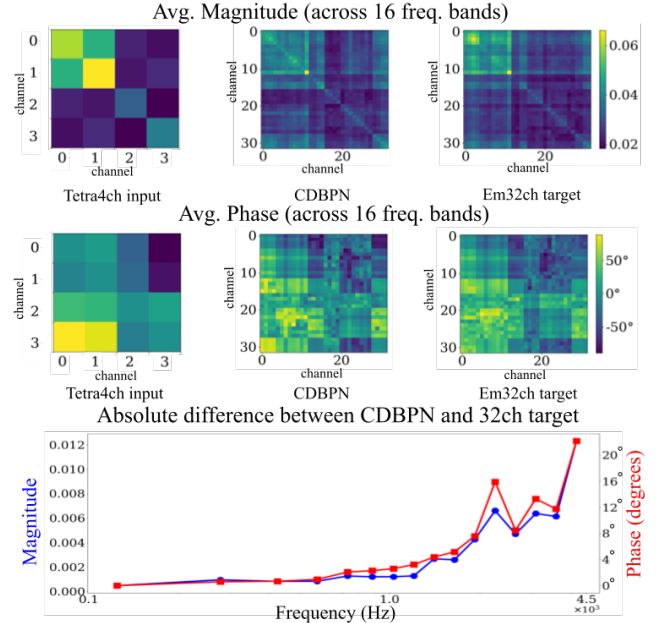 Avg. Magnitude (across 16 freq. bands)
channel
0
1
2
3
0 1 2 3
channel
Tetra4ch input
channel
0
10
20
30
0 20
channel
CDBPN
channel
0
10
20
30
0 20
channel
Em32ch target
0.06
0.04
0.02
Avg. Phase (across 16 freq. bands)
channel
0
1
2
3
0 1 2 3
channel
Tetra4ch input
channel
0
10
20
30
0 20
channel
CDBPN
channel
0
10
20
30
0 20
channel
Em32ch target
50°
0°
-50°
Absolute difference between CDBPN and 32ch target
Magnitude
0.012
0.010
0.008
0.006
0.004
0.002
0.000
20°
16°
12°
8°
4°
0°
Phase (degrees)
0.1 1.0 4.5
×10³
Frequency (Hz)